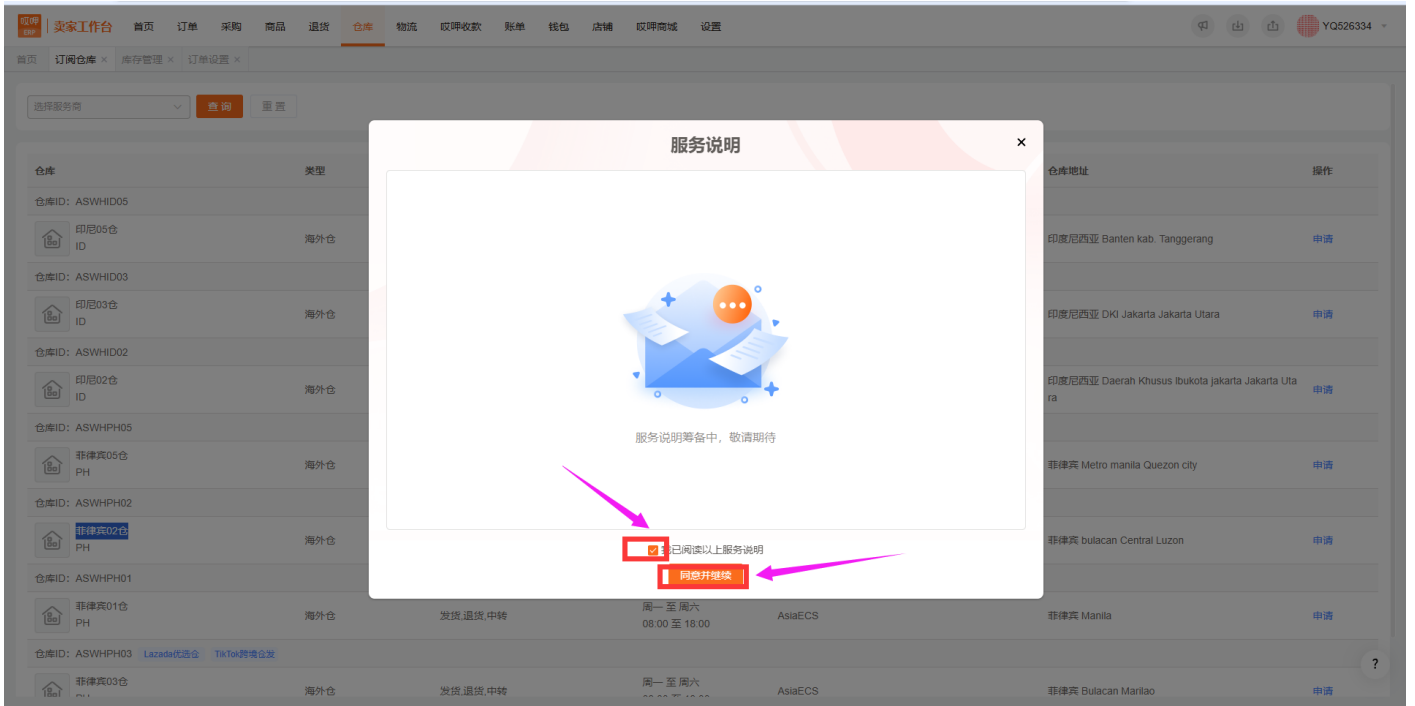 哎呷 ERP 卖家工作台 首页 订单 采购 商品 退货 仓库 物流 哎呷收款 账单 钱包 店铺 哎呷商城 设置 YQ526334
首页 订阅仓库 × 库存管理 × 订单设置 ×
选择服务商 查 询 重 置
服务说明 ×
仓库 类型 仓库地址 操作
仓库ID：ASWHID05
印尼05仓
ID
海外仓 印度尼西亚 Banten kab. Tanggerang 申请
仓库ID：ASWHID03
印尼03仓
ID
海外仓 印度尼西亚 DKI Jakarta Jakarta Utara 申请
仓库ID：ASWHID02
印尼02仓
ID
海外仓 印度尼西亚 Daerah Khusus Ibukota jakarta Jakarta Uta
ra
申请
仓库ID：ASWHPH05
服务说明筹备中，敬请期待
菲律宾05仓
PH
海外仓 菲律宾 Metro manila Quezon city 申请
仓库ID：ASWHPH02
菲律宾02仓
PH
海外仓 菲律宾 bulacan Central Luzon 申请
我已阅读以上服务说明
同意并继续
仓库ID：ASWHPH01
菲律宾01仓
PH
海外仓 发货,退货,中转 周一 至 周六
08:00 至 18:00
AsiaECS 菲律宾 Manila 申请
仓库ID：ASWHPH03 Lazada优选仓 TikTok跨境仓发
?
菲律宾03仓
海外仓 发货,退货,中转 周一 至 周六
AsiaECS 菲律宾 Bulacan Marilao 申请